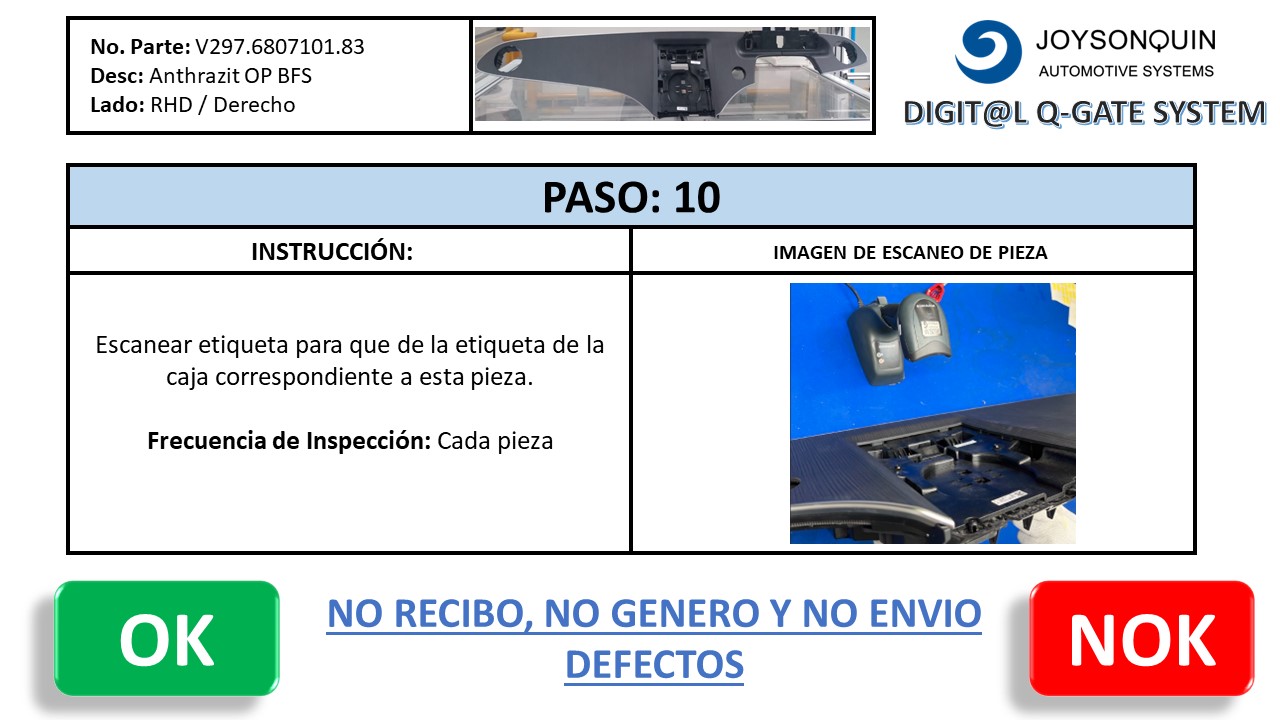 No. Parte: V297.6807101.83
Desc: Anthrazit OP BFS
Lado: RHD / Derecho
JOYSONQUIN
AUTOMOTIVE SYSTEMS
DIGIT@L Q-GATE SYSTEM
PASO: 10
INSTRUCCIÓN:
IMAGEN DE ESCANEO DE PIEZA
Escanear etiqueta para que de la etiqueta de la
caja correspondiente a esta pieza.
Frecuencia de Inspección: Cada pieza
OK
NO RECIBO, NO GENERO Y NO ENVIO
DEFECTOS
NOK